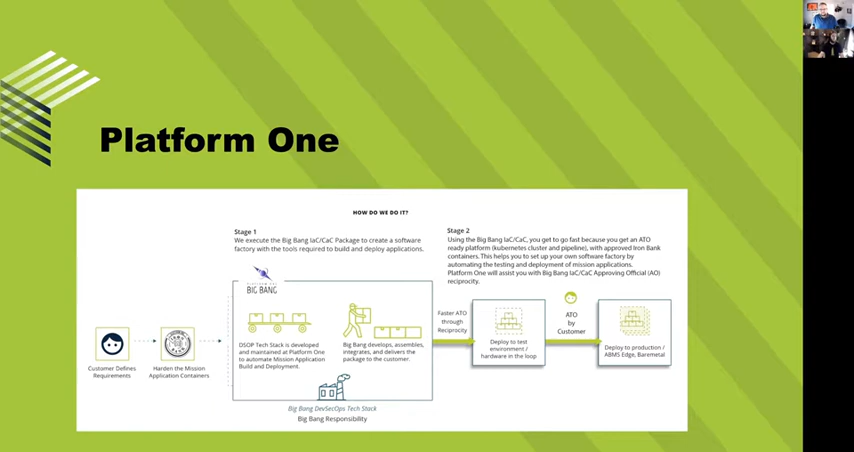 Platform One
HOW DO WE DO IT?
Stage 1
We execute the Big Bang IaC/CaC Package to create a software
factory with the tools required to build and deploy applications.
Stage 2
Using the Big Bang IaC/CaC, you get to go fast because you get an ATO
ready platform (kubernetes cluster and pipeline), with approved Iron Bank
containers. This helps you to set up your own software factory by
automating the testing and deployment of mission applications.
Platform One will assist you with Big Bang IaC/CaC Approving Official (AO)
reciprocity.
BIG BANG
Customer Defines
Requirements
Harden the Mission
Application Containers
DSOP Tech Stack is developed
and maintained at Platform One
to automate Mission Application
Build and Deployment.
Big Bang develops, assembles,
integrates, and delivers the
package to the customer.
Big Bang DevSecOps Tech Stack
Big Bang Responsibility
Faster ATO
through
Reciprocity
Deploy to test
environment /
hardware in the loop
ATO
by
Customer
Deploy to production /
ABMS Edge, Baremetal